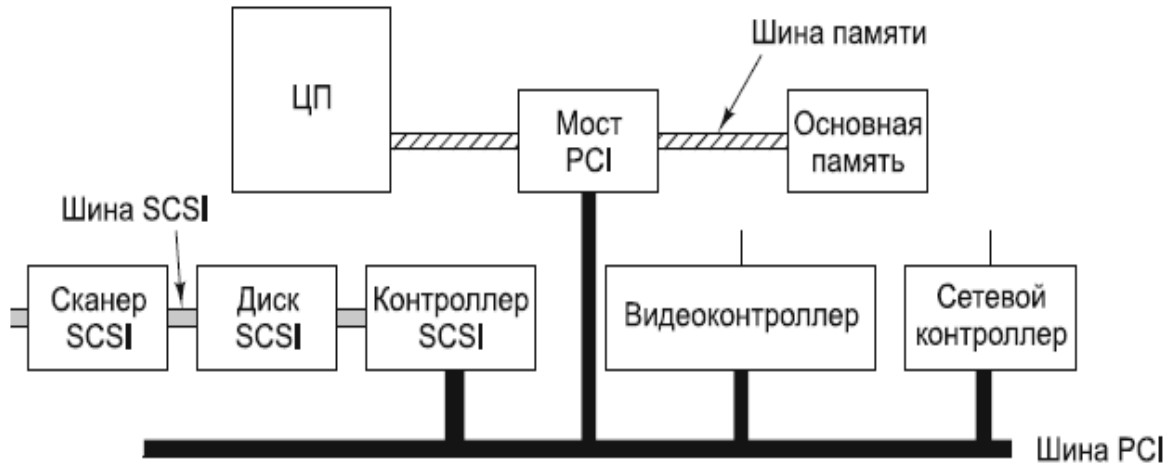 Шина памяти
ЦП
Мост
PCI
Основная
память
Шина SCSI
Сканер
SCSI
Диск
SCSI
Контроллер
SCSI
Видеоконтроллер
Сетевой
контроллер
Шина PCI